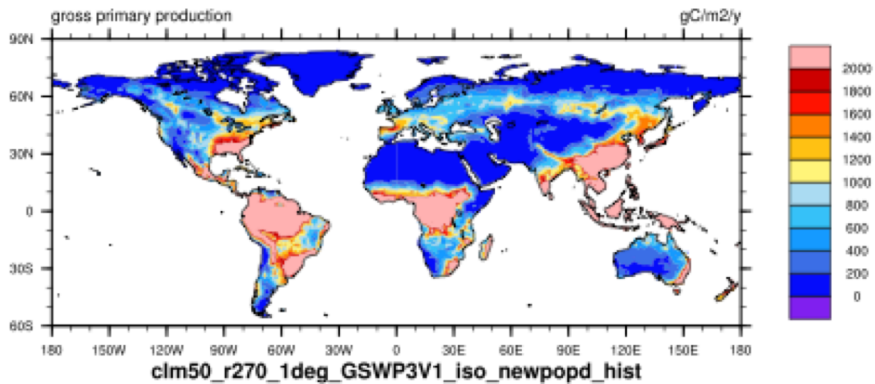 gross primary production gC/m2/y
90N
60N
30N
0
30S
60S
180 150W 120W 90W 60W 30W 0 30E 60E 90E 120E 150E 180
2000
1800
1600
1400
1200
1000
800
600
400
200
0
clm50_r270_1deg_GSWP3V1_iso_newpopd_hist